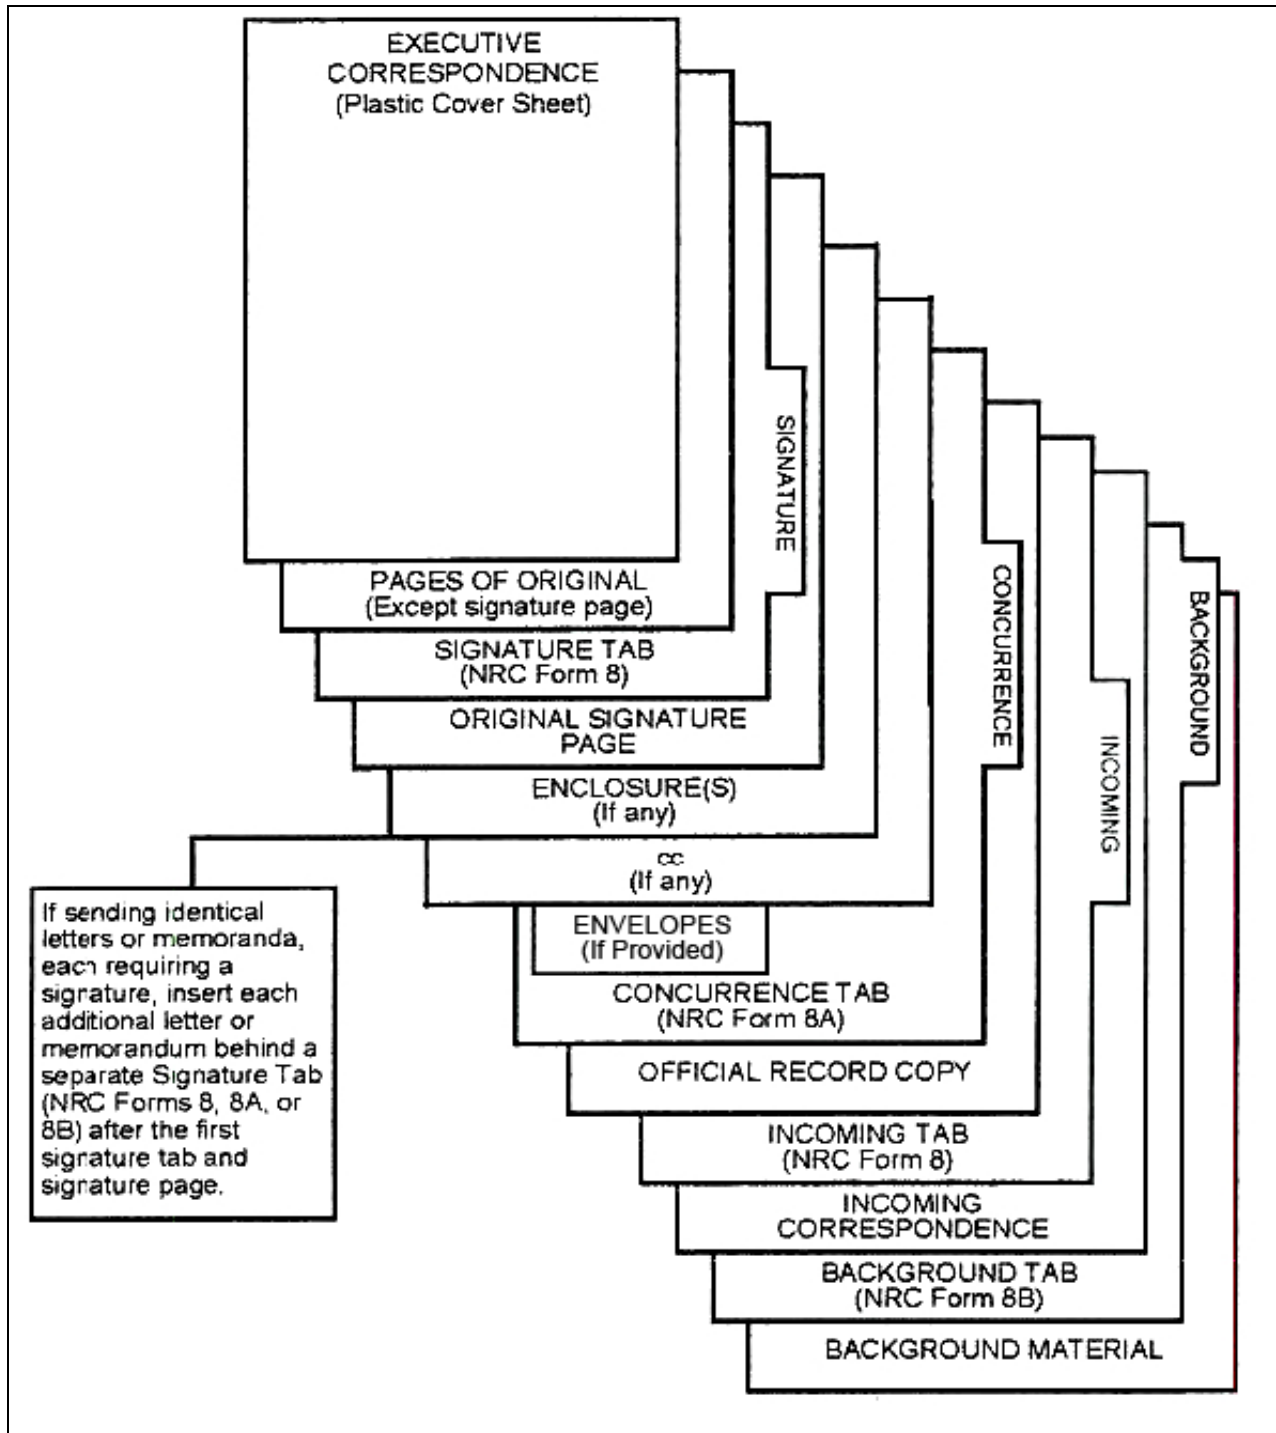 EXECUTIVE
CORRESPONDENCE
(Plastic Cover Sheet)
PAGES OF ORIGINAL
(Except signature page)
SIGNATURE TAB
(NRC Form 8)
SIGNATURE
ORIGINAL SIGNATURE
PAGE
ENCLOSURE(S)
(If any)
cc
(If any)
ENVELOPES
(If Provided)
CONCURRENCE TAB
(NRC Form 8A)
CONCURRENCE
OFFICIAL RECORD COPY
INCOMING TAB
(NRC Form 8)
INCOMING
INCOMING
CORRESPONDENCE
BACKGROUND TAB
(NRC Form 8B)
BACKGROUND
BACKGROUND MATERIAL
If sending identical
letters or memoranda,
each requiring a
signature, insert each
additional letter or
memorandum behind a
separate Signature Tab
(NRC Forms 8, 8A, or
8B) after the first
signature tab and
signature page.